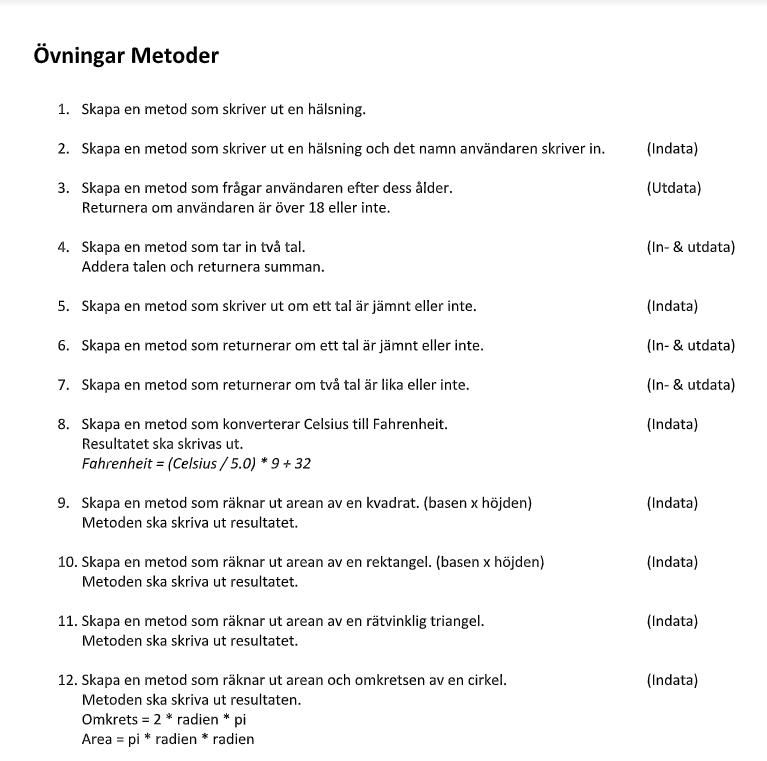 Övningar Metoder
1. Skapa en metod som skriver ut en hälsning.
2. Skapa en metod som skriver ut en hälsning och det namn användaren skriver in. (Indata)
3. Skapa en metod som frågar användaren efter dess ålder. (Utdata)
Returnera om användaren är över 18 eller inte.
4. Skapa en metod som tar in två tal. (In- & utdata)
Addera talen och returnera summan.
5. Skapa en metod som skriver ut om ett tal är jämnt eller inte. (Indata)
6. Skapa en metod som returnerar om ett tal är jämnt eller inte. (In- & utdata)
7. Skapa en metod som returnerar om två tal är lika eller inte. (In- & utdata)
8. Skapa en metod som konverterar Celsius till Fahrenheit. (Indata)
Resultatet ska skrivas ut.
Fahrenheit = (Celsius / 5.0) * 9 + 32
9. Skapa en metod som räknar ut arean av en kvadrat. (basen x höjden) (Indata)
Metoden ska skriva ut resultatet.
10. Skapa en metod som räknar ut arean av en rektangel. (basen x höjden) (Indata)
Metoden ska skriva ut resultatet.
11. Skapa en metod som räknar ut arean av en rätvinklig triangel. (Indata)
Metoden ska skriva ut resultatet.
12. Skapa en metod som räknar ut arean och omkretsen av en cirkel. (Indata)
Metoden ska skriva ut resultaten.
Omkrets = 2 * radien * pi
Area = pi * radien * radien